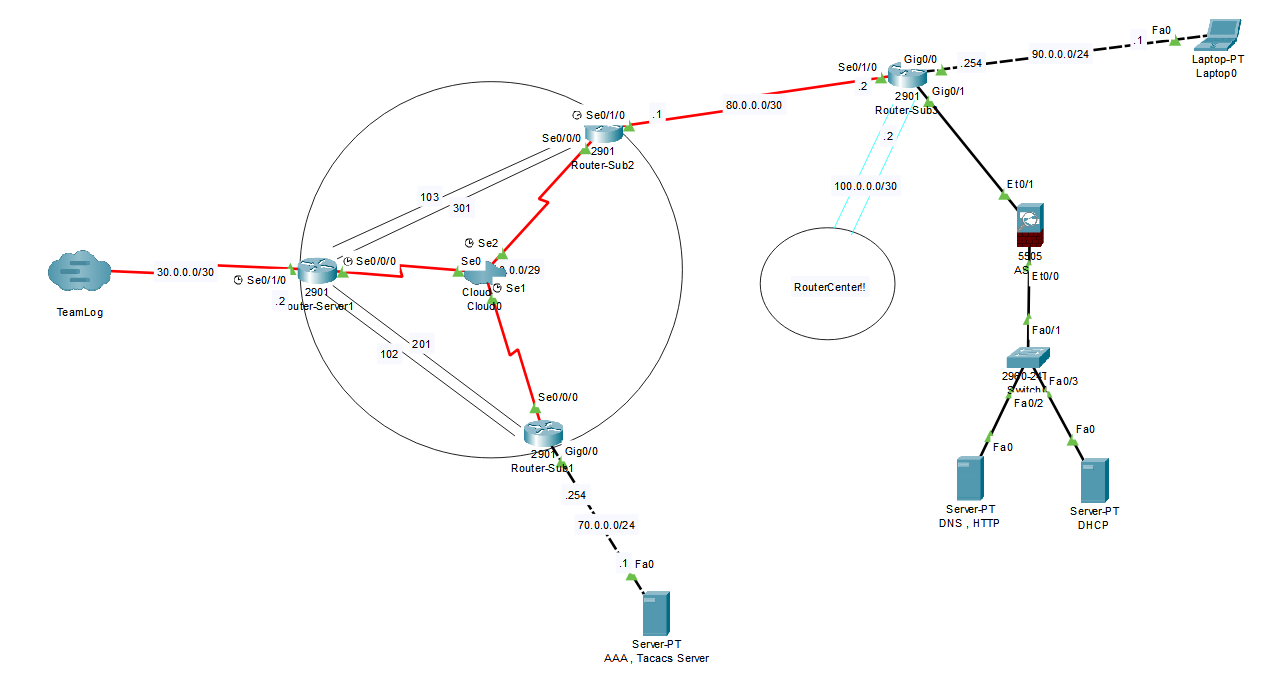 Fa0
.1
90.0.0.0/24
Laptop-PT
Laptop0
Gig0/0
.254
Se0/1/0
.2
2901
Router-Sub3
Gig0/1
80.0.0.0/30
.1
Se0/1/0
Se0/0/0
2901
Router-Sub2
.2
100.0.0.0/30
103
301
Et0/1
Se2
Se0
.0.0/29
Cloud
Cloud0
Se1
Se0/0/0
30.0.0.0/30
Se0/1/0
2901
.2
outer-Server1
TeamLog
RouterCenter!!
5505
AS
Et0/0
Fa0/1
201
102
2960-24T
Switch
Fa0/3
Fa0/2
Se0/0/0
2901
Router-Sub1
Gig0/0
.254
Fa0
Fa0
Server-PT
DNS , HTTP
Server-PT
DHCP
70.0.0.0/24
.1
Fa0
Server-PT
AAA , Tacacs Server